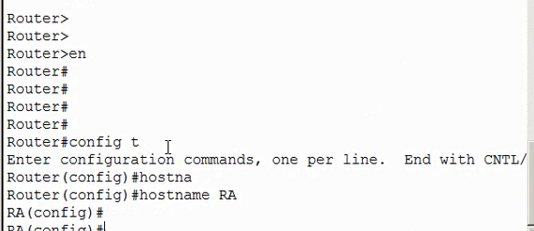 Router>
Router>
Router>en
Router#
Router#
Router#
Router#
Router#config t
Enter configuration commands, one per line.  End with CNTL/
Router(config)#hostna
Router(config)#hostname RA
RA(config)#
RA(config)#